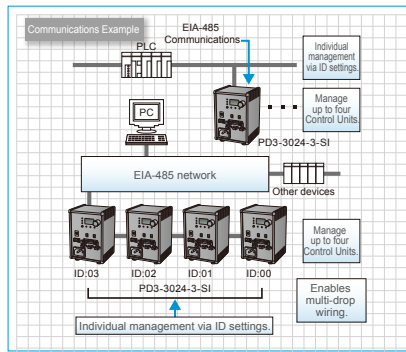 Communications Example
EIA-485
Communications
PLC
Individual
management
via ID settings.
PC
Manage
up to four
Control Units.
PD3-3024-3-SI
EIA-485 network
Other devices
Manage
up to four
Control Units.
ID:03
ID:02
ID:01
ID:00
PD3-3024-3-SI
Enables
multi-drop
wiring.
Individual management via ID settings.